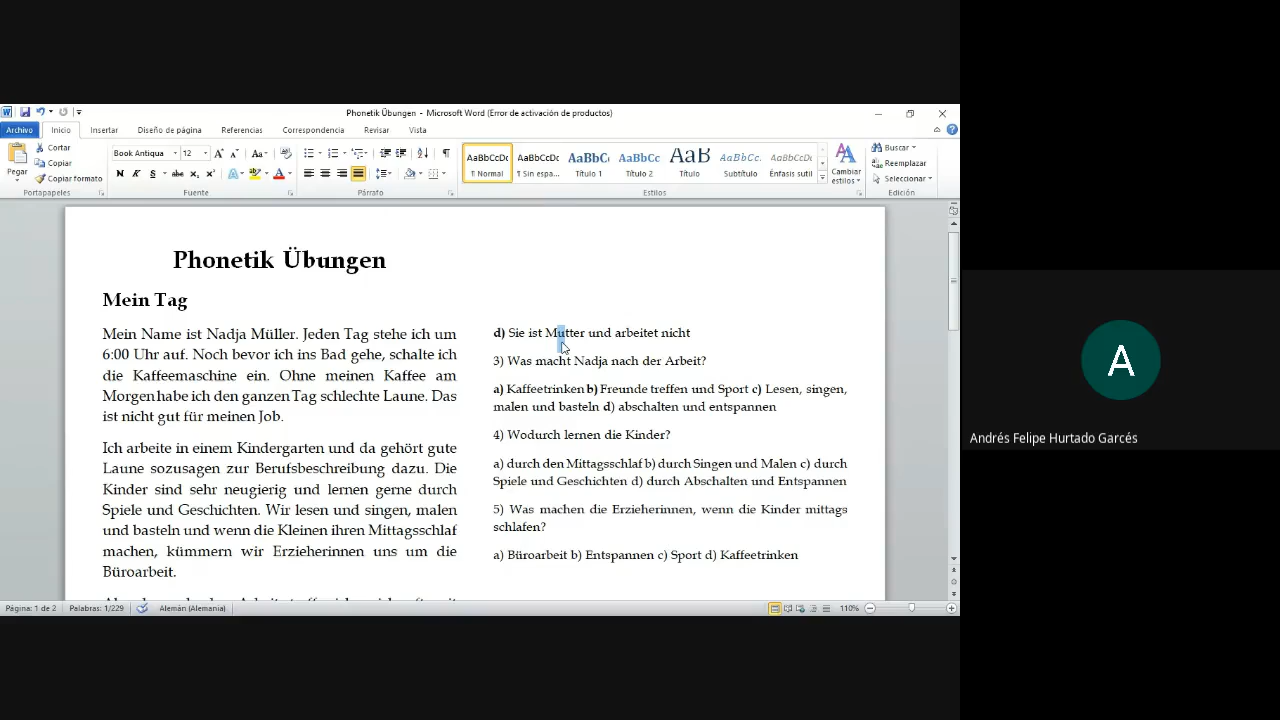 Phonetik Übungen - Microsoft Word (Error de activación de productos)
Archivo Inicio Insertar Diseño de página Referencias Correspondencia Revisar Vista
Pegar
Cortar
Copiar
Copiar formato
Portapapeles
Book Antiqua 12
Fuente
Párrafo
AaBbCcDc AaBbCcDc AaBbC AaBbCc AaB AaBbCc. AaBbCcDc
¶ Normal ¶ Sin espa... Título 1 Título 2 Título Subtítulo Énfasis sutil
Cambiar estilos
Estilos
Buscar
Reemplazar
Seleccionar
Edición
Phonetik Übungen
Mein Tag
Mein Name ist Nadja Müller. Jeden Tag stehe ich um
6:00 Uhr auf. Noch bevor ich ins Bad gehe, schalte ich
die Kaffeemaschine ein. Ohne meinen Kaffee am
Morgen habe ich den ganzen Tag schlechte Laune. Das
ist nicht gut für meinen Job.
Ich arbeite in einem Kindergarten und da gehört gute
Laune sozusagen zur Berufsbeschreibung dazu. Die
Kinder sind sehr neugierig und lernen gerne durch
Spiele und Geschichten. Wir lesen und singen, malen
und basteln und wenn die Kleinen ihren Mittagsschlaf
machen, kümmern wir Erzieherinnen uns um die
Büroarbeit.
d) Sie ist Mutter und arbeitet nicht
3) Was macht Nadja nach der Arbeit?
a) Kaffeetrinken b) Freunde treffen und Sport c) Lesen, singen,
malen und basteln d) abschalten und entspannen
4) Wodurch lernen die Kinder?
a) durch den Mittagsschlaf b) durch Singen und Malen c) durch
Spiele und Geschichten d) durch Abschalten und Entspannen
5) Was machen die Erzieherinnen, wenn die Kinder mittags
schlafen?
a) Büroarbeit b) Entspannen c) Sport d) Kaffeetrinken
Página: 1 de 2 Palabras: 1/229 Alemán (Alemania) 110%
A
Andrés Felipe Hurtado Garcés